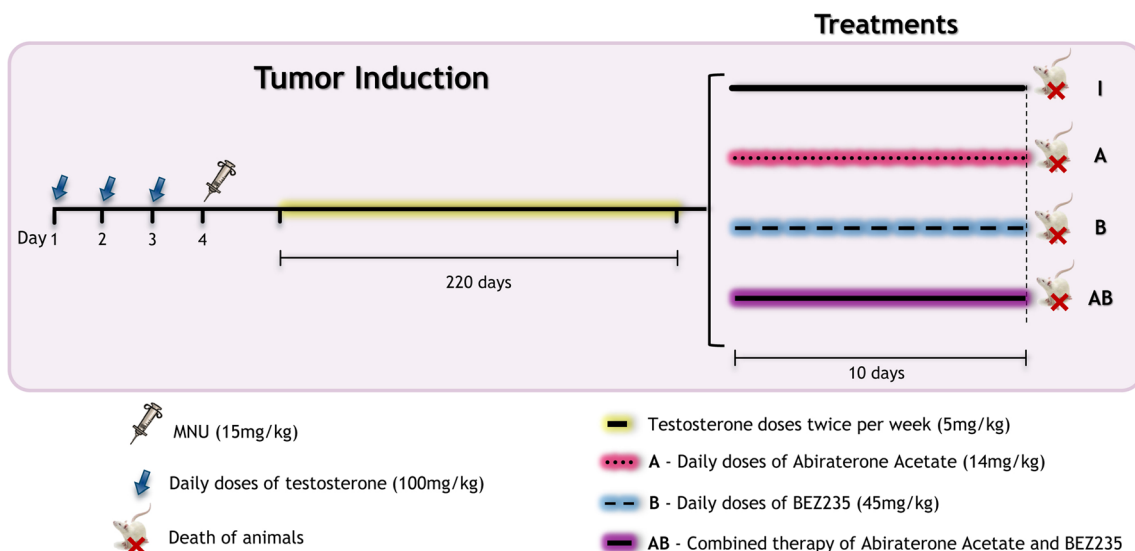 Treatments
Tumor Induction
I
A
B
AB
Day 1 2 3 4
220 days
10 days
MNU (15mg/kg)
Daily doses of testosterone (100mg/kg)
Death of animals
Testosterone doses twice per week (5mg/kg)
A - Daily doses of Abiraterone Acetate (14mg/kg)
B - Daily doses of BEZ235 (45mg/kg)
AB - Combined therapy of Abiraterone Acetate and BEZ235